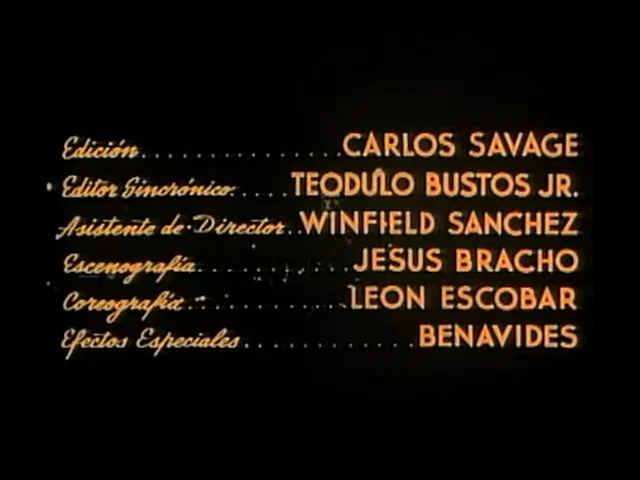 Edición.................CARLOS SAVAGE
Editor Sincrónico.....TEODULO BUSTOS JR.
Asistente de Director..WINFIELD SANCHEZ
Escenografía..............JESUS BRACHO
Coreografía...............LEON ESCOBAR
Efectos Especiales.................BENAVIDES